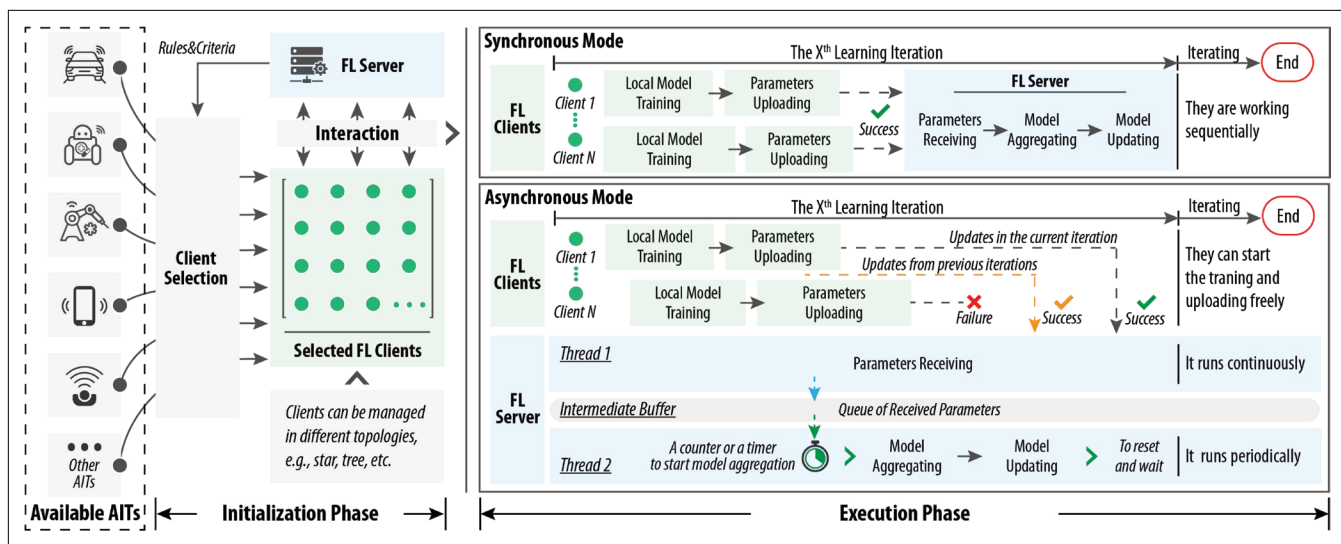 Rules&Criteria
FL Server
Interaction
Client
Selection
Selected FL Clients
Clients can be managed
in different topologies,
e.g., star, tree, etc.
Other
AITs
Available AITs
Initialization Phase
Synchronous Mode
The Xth Learning Iteration
Iterating
End
FL
Clients
Client 1
Client N
Local Model
Training
Parameters
Uploading
Local Model
Training
Parameters
Uploading
Success
FL Server
Parameters
Receiving
Model
Aggregating
Model
Updating
They are working
sequentially
Asynchronous Mode
The Xth Learning Iteration
Iterating
End
FL
Clients
Client 1
Client N
Local Model
Training
Parameters
Uploading
Updates in the current iteration
Updates from previous iterations
Local Model
Training
Parameters
Uploading
Failure
Success
Success
They can start
the traning and
uploading freely
FL
Server
Thread 1
Parameters Receiving
It runs continuously
Intermediate Buffer
Queue of Received Parameters
Thread 2
A counter or a timer
to start model aggregation
Model
Aggregating
Model
Updating
To reset
and wait
It runs periodically
Execution Phase